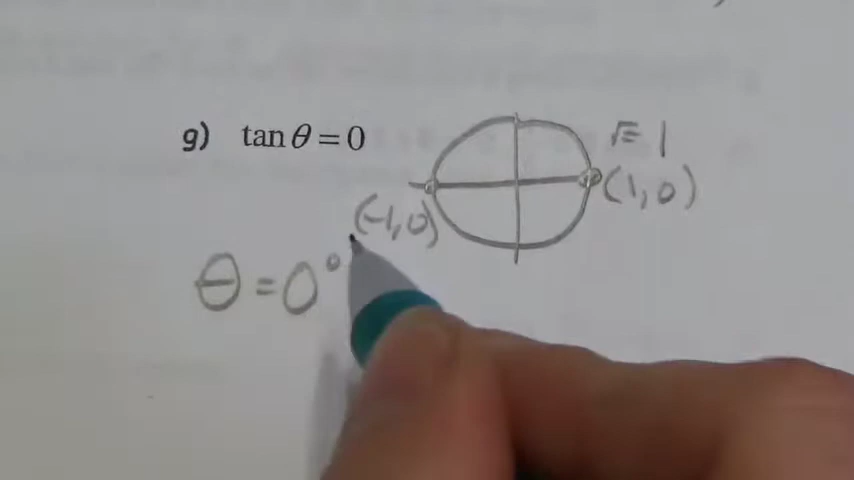 g) tan θ = 0
r = 1
(1, 0)
(-1, 0)
θ = 0°